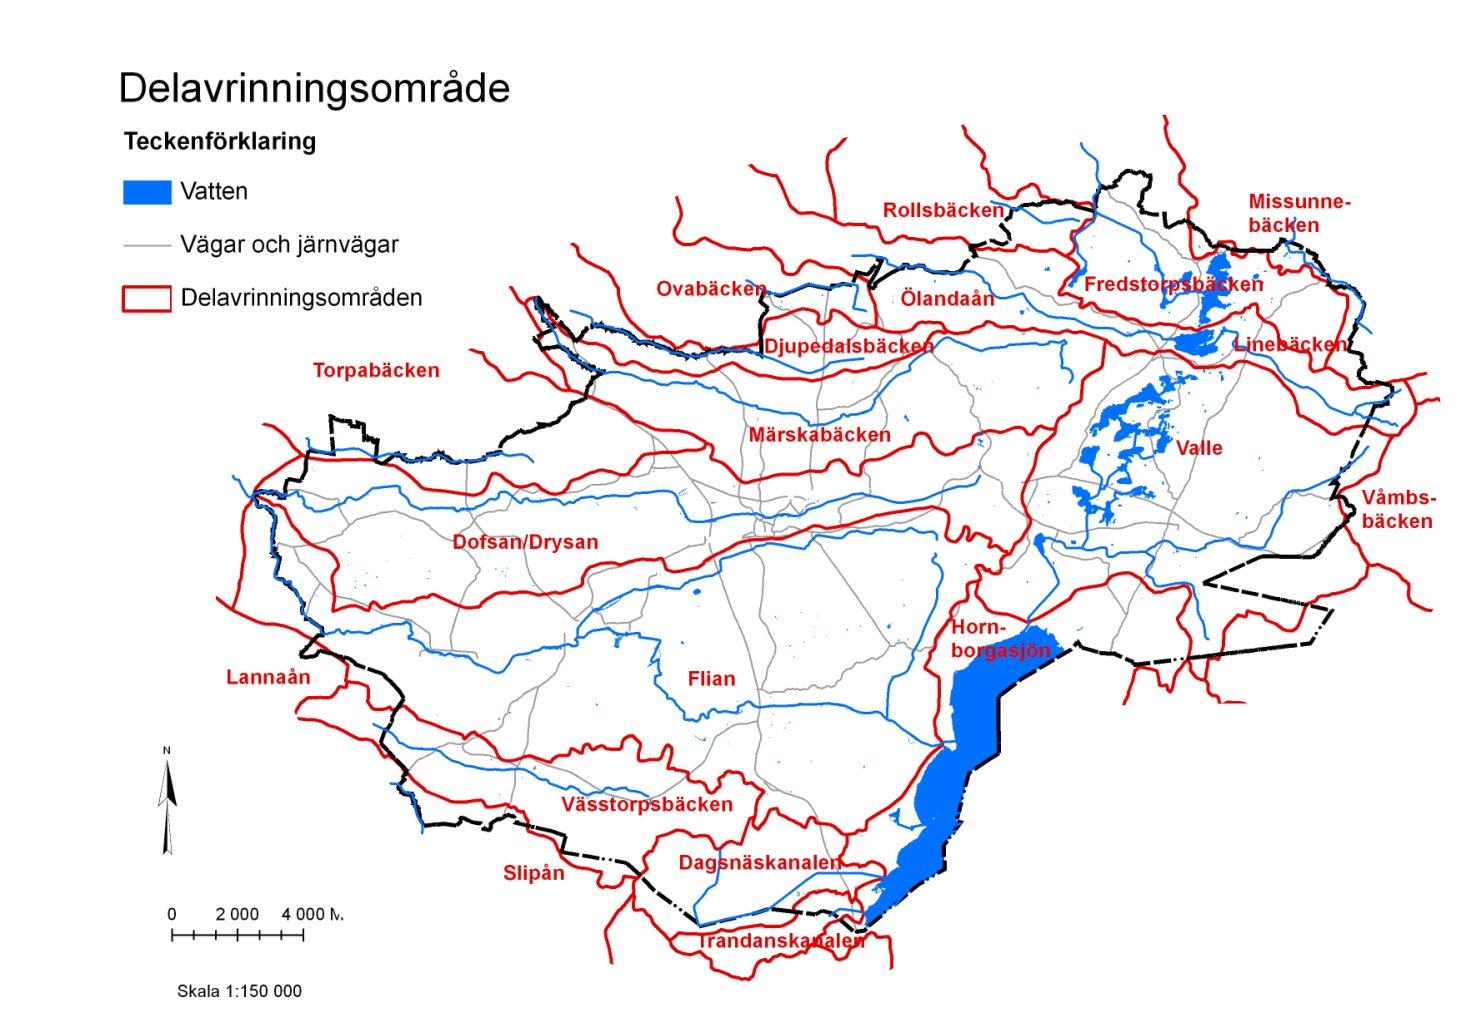 Delavrinningsområde
Teckenförklaring
Vatten
Vägar och järnvägar
Delavrinningsområden
Rollsbäcken
Missunne-
bäcken
Ovabäcken
Ölandaån
Fredstorpsbäcken
Djupedalsbäcken
Linebäcken
Torpabäcken
Märskabäcken
Valle
Våmbs-
bäcken
Dofsan/Drysan
Horn-
borgasjön
Lannaån
Flian
Vässtorpsbäcken
Dagsnäskanalen
Slipån
Trandanskanalen
N
0 2 000 4 000 M.
Skala 1:150 000